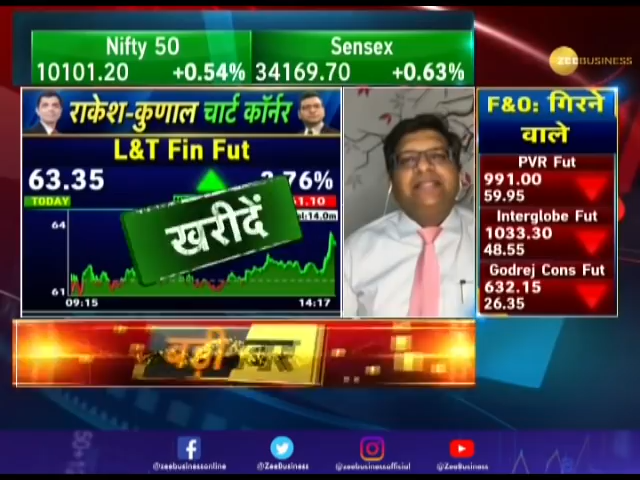 Nifty 50
10101.20 +0.54%
Sensex
34169.70 +0.63%
ZEEBUSINESS
राकेश-कुणाल चार्ट कॉर्नर
L&T Fin Fut
63.35
TODAY
खरीदें
64
61
09:15 14:17
F&O: गिरने
वाले
PVR Fut
991.00
59.95
Interglobe Fut
1033.30
48.55
Godrej Cons Fut
632.15
26.35
बड़ी
@zeebusinessonline
@ZeeBusiness
@zeebusinessofficial
@ZeeBusiness